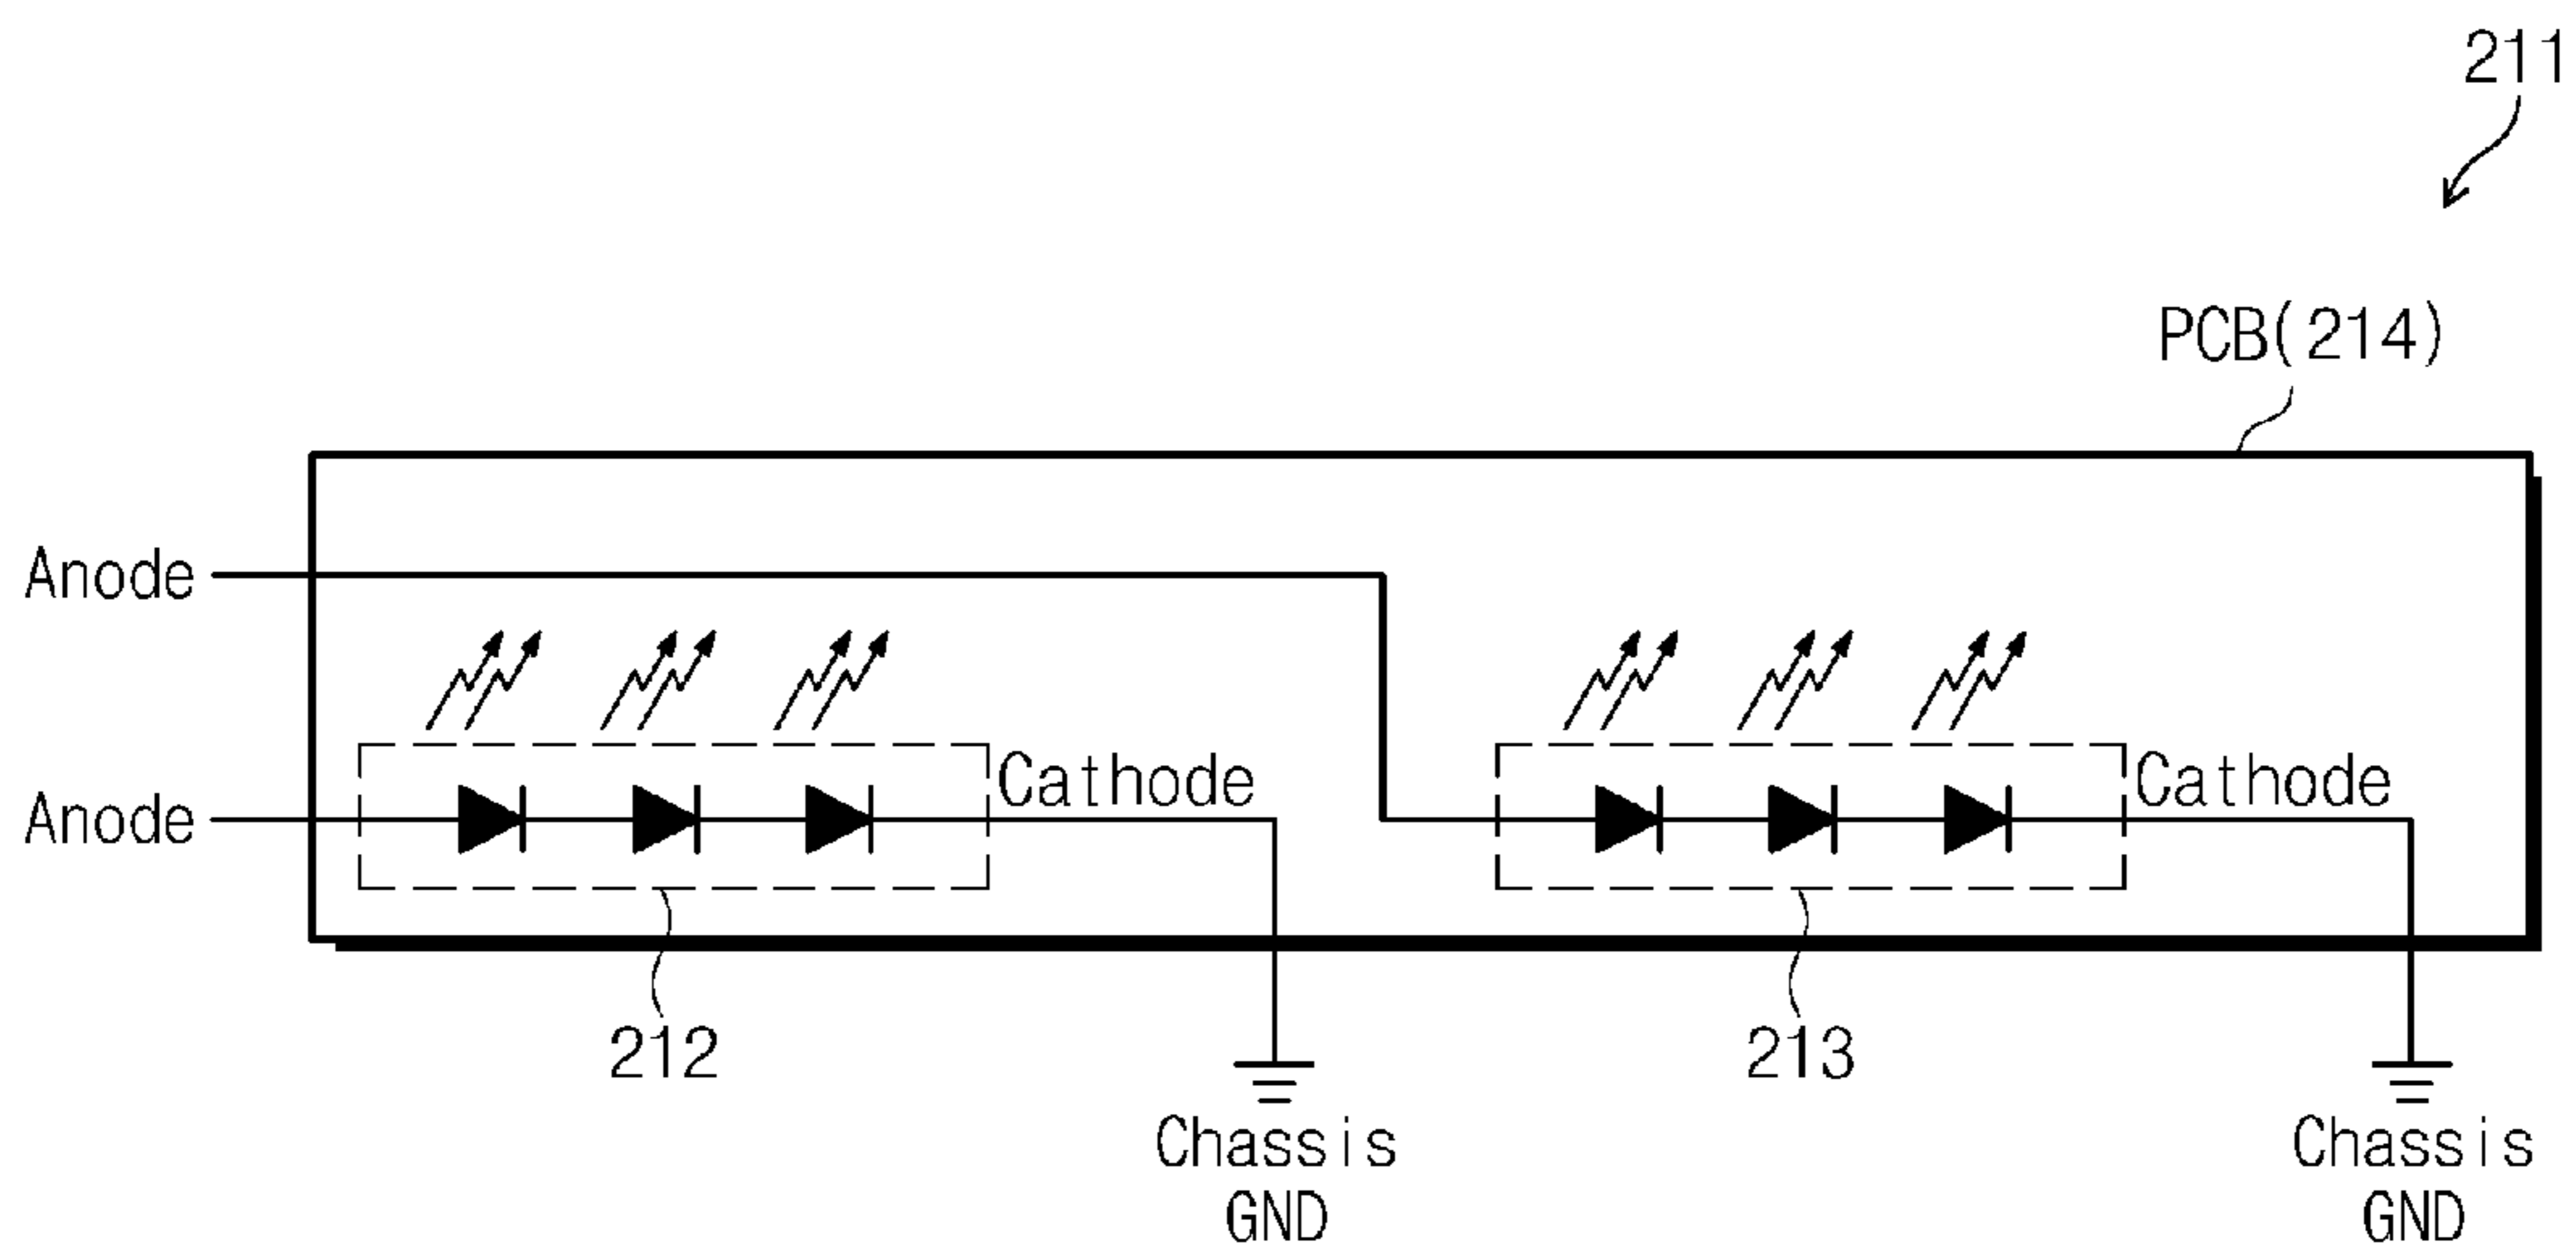 211
PCB(214)
Anode
Anode
Cathode
Cathode
212
213
Chassis
GND
Chassis
GND